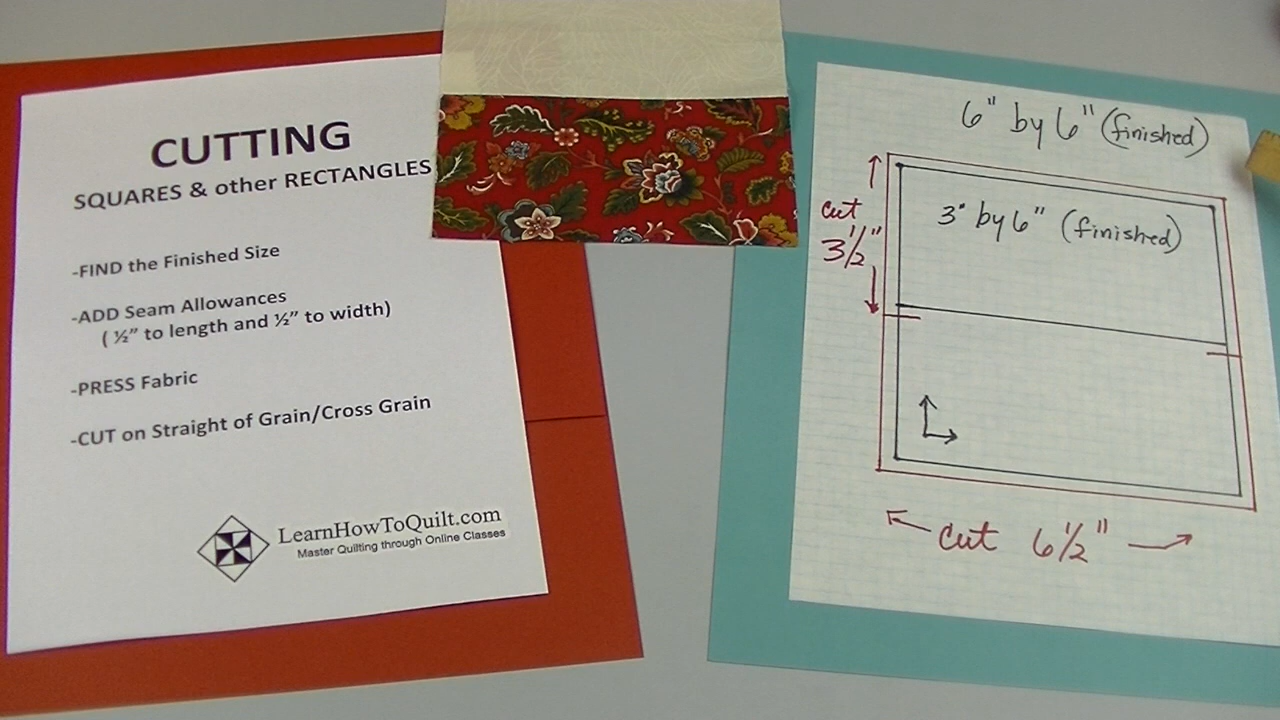 CUTTING
SQUARES & other RECTANGLES
-FIND the Finished Size
-ADD Seam Allowances
( ½” to length and ½” to width)
-PRESS Fabric
-CUT on Straight of Grain/Cross Grain
LearnHowToQuilt.com
Master Quilting through Online Classes
6" by 6" (finished)
3" by 6" (finished)
cut
3½"
cut 6½"